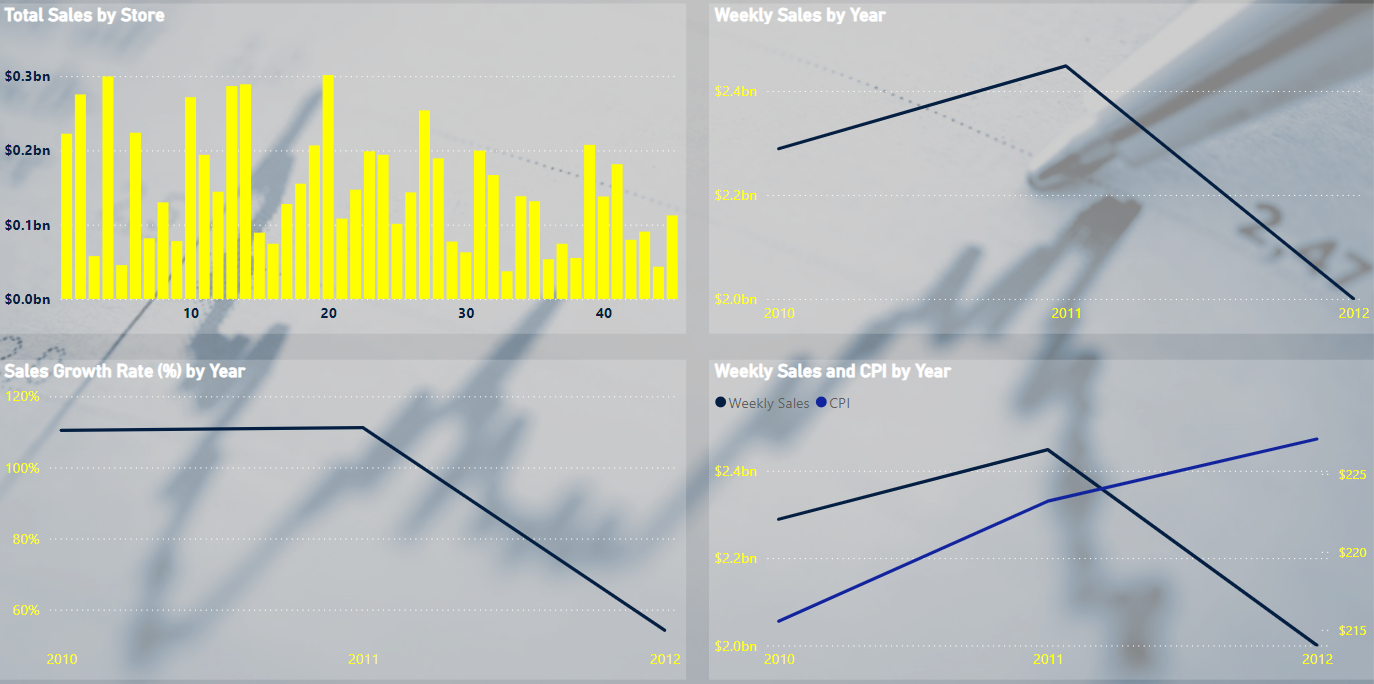 Total Sales by Store
$0.3bn
$0.2bn
$0.1bn
$0.0bn
10 20 30 40
Weekly Sales by Year
$2.4bn
$2.2bn
$2.0bn
2010 2011 2012
2,47
Sales Growth Rate (%) by Year
120%
100%
80%
60%
2010 2011 2012
Weekly Sales and CPI by Year
Weekly Sales CPI
$2.4bn $225
$2.2bn $220
$2.0bn $215
2010 2011 2012